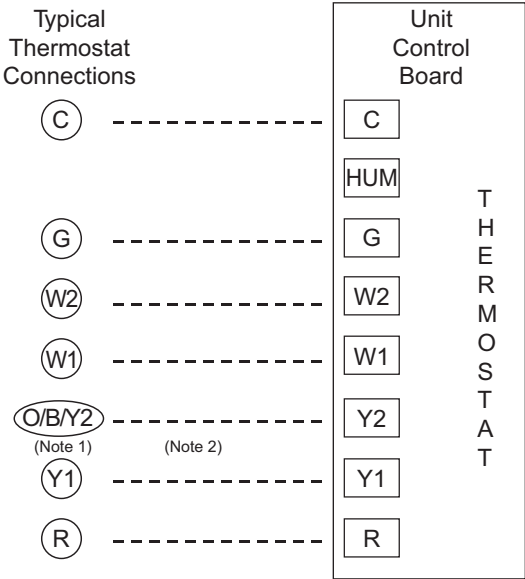 Typical
Thermostat
Connections
Unit
Control
Board
C
C
HUM
G
G
W2
W2
W1
W1
O/B/Y2
Y2
(Note 1)
(Note 2)
Y1
Y1
R
R
THERMOSTAT